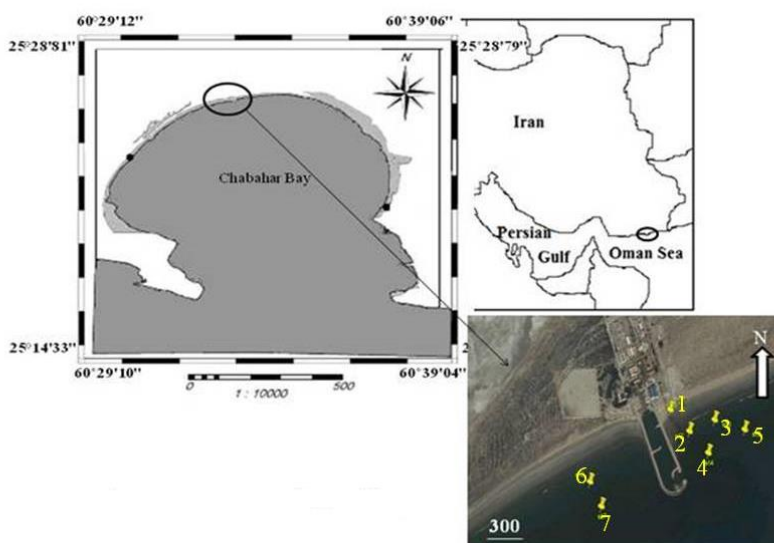 60°29'12"
60°39'06"
25°28'81"
25°28'79"
N
Iran
Chabahar Bay
Persian
Gulf
Oman Sea
25°14'33"
60°29'10"
60°39'04"
0
500
1 : 10000
N
1
2
3
5
4
6
7
300